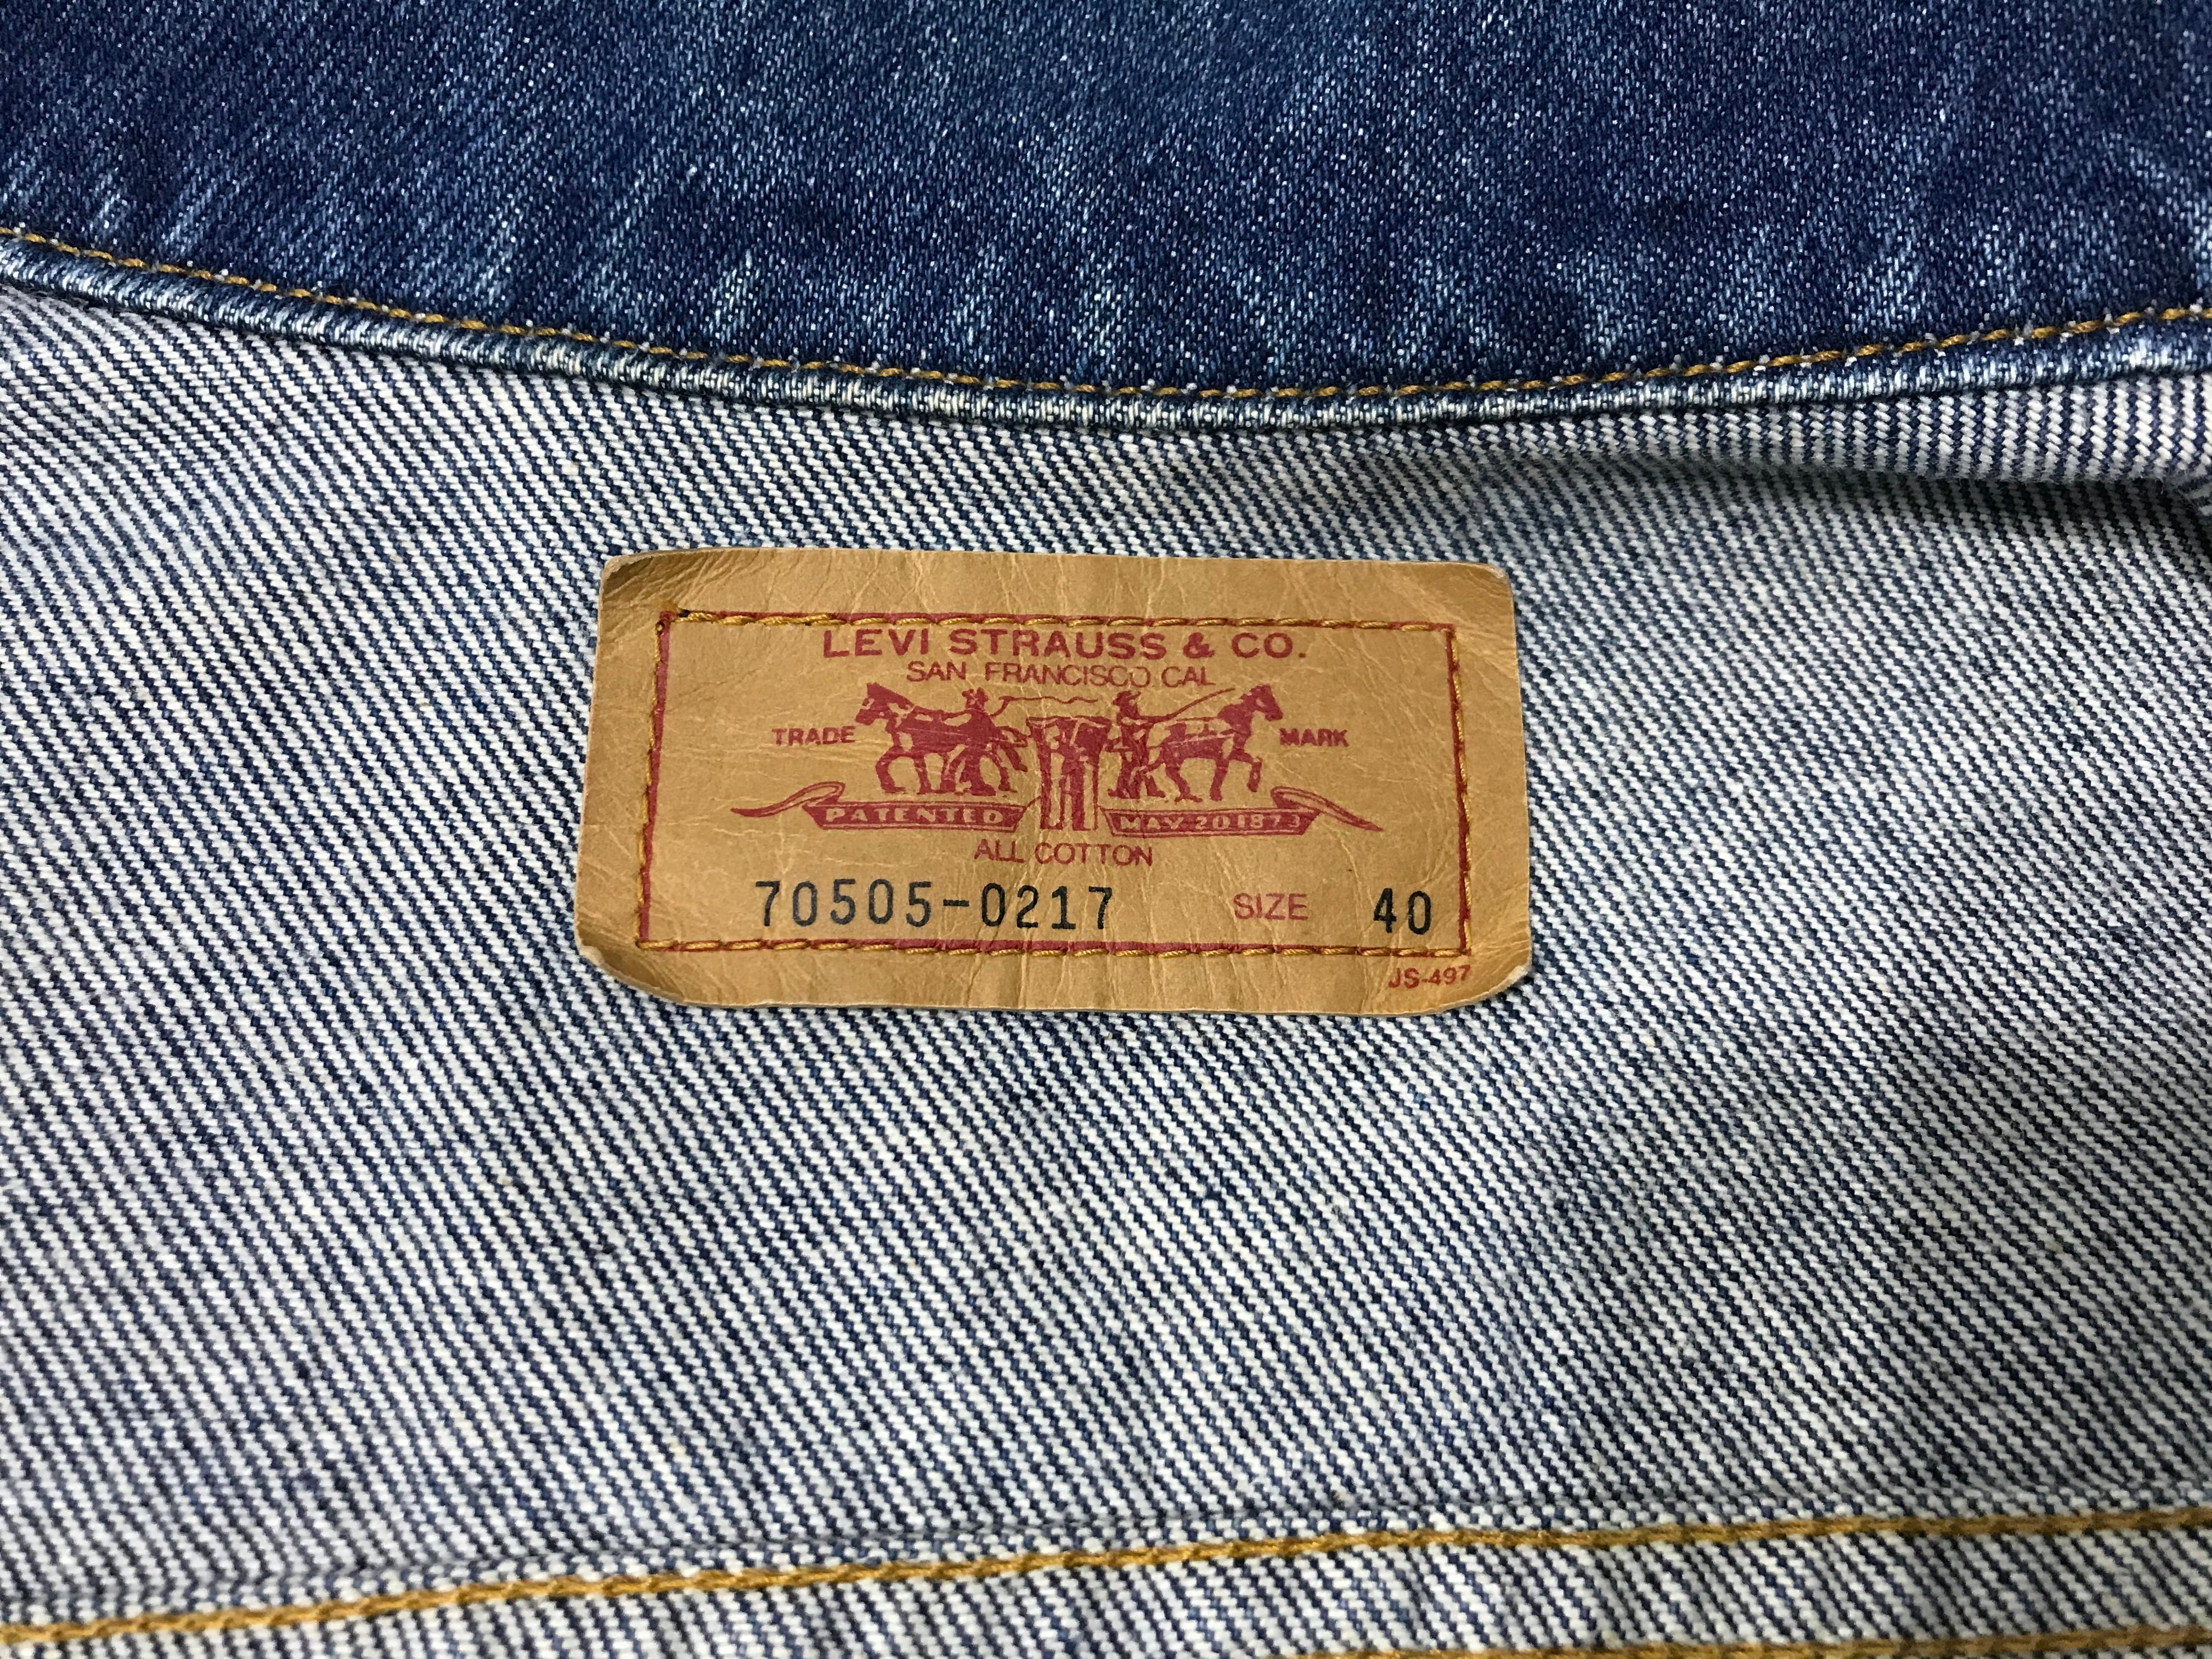 LEVI STRAUSS & CO.
SAN FRANCISCO CAL
TRADE MARK
PATENTED MAY 20 1873
ALL COTTON
70505-0217 SIZE 40
JS-497